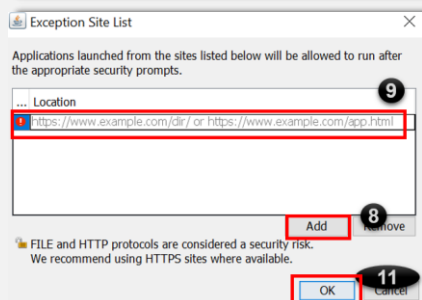 Exception Site List
Applications launched from the sites listed below will be allowed to run after
the appropriate security prompts.
9
... Location
https://www.example.com/dir/ or https://www.example.com/app.html
Add
8
FILE and HTTP protocols are considered a security risk.
We recommend using HTTPS sites where available.
OK
11
Cancel